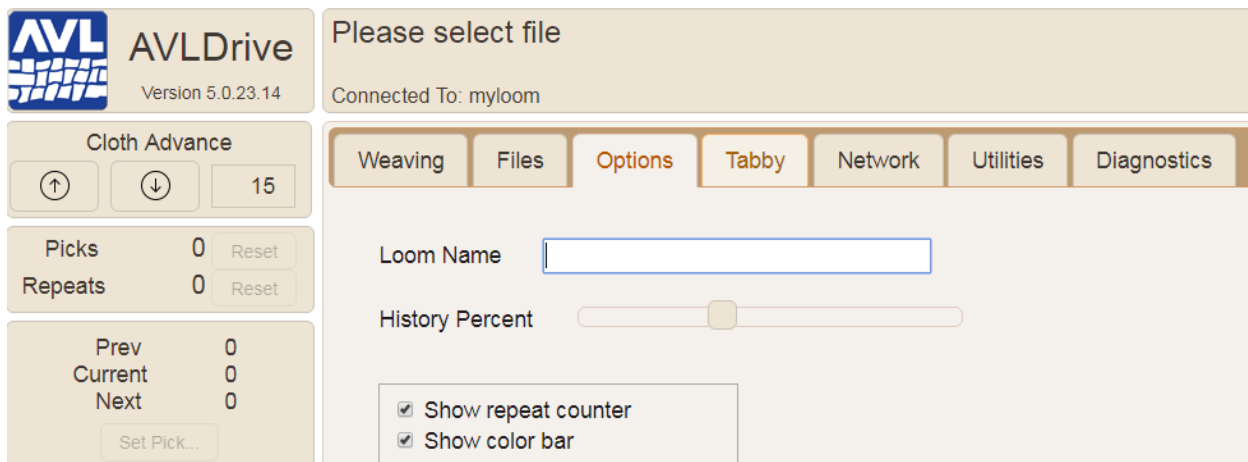 AVL
AVLDrive
Version 5.0.23.14
Please select file
Connected To: myloom
Cloth Advance
15
Picks 0 Reset
Repeats 0 Reset
Prev 0
Current 0
Next 0
Set Pick...
Weaving Files Options Tabby Network Utilities Diagnostics
Loom Name
History Percent
Show repeat counter
Show color bar